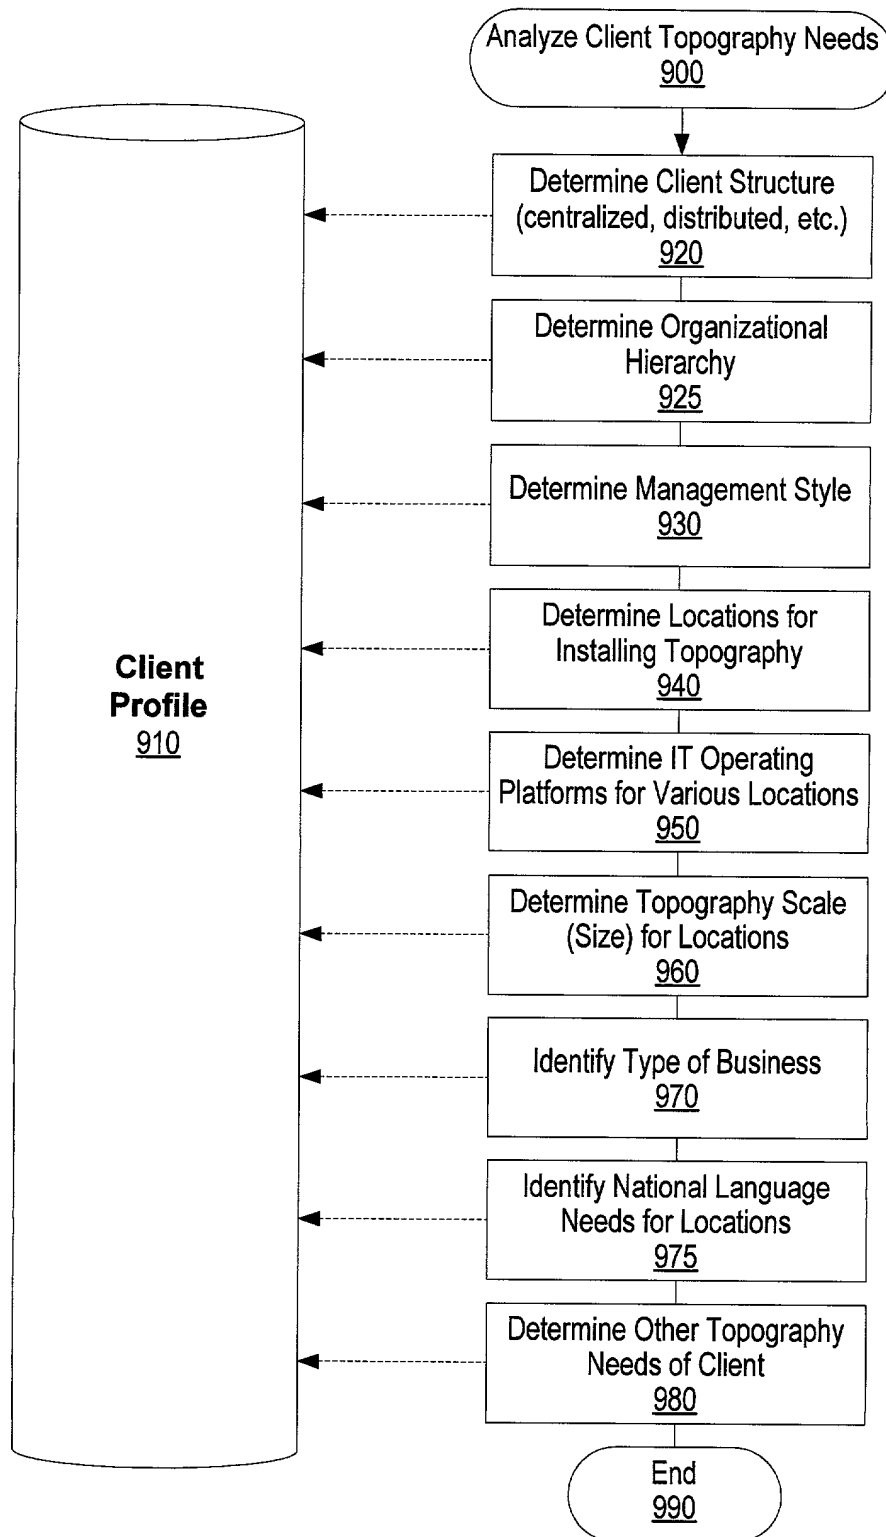 Analyze Client Topography Needs
900
Determine Client Structure
(centralized, distributed, etc.)
920
Determine Organizational
Hierarchy
925
Determine Management Style
930
Determine Locations for
Installing Topography
940
Client
Profile
910
Determine IT Operating
Platforms for Various Locations
950
Determine Topography Scale
(Size) for Locations
960
Identify Type of Business
970
Identify National Language
Needs for Locations
975
Determine Other Topography
Needs of Client
980
End
990